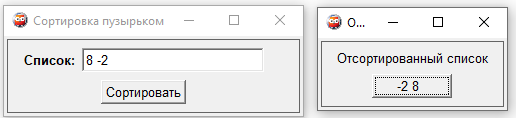 Сортировка пузырьком
Список: 8 -2
Сортировать
О...
Отсортированный список
-2 8